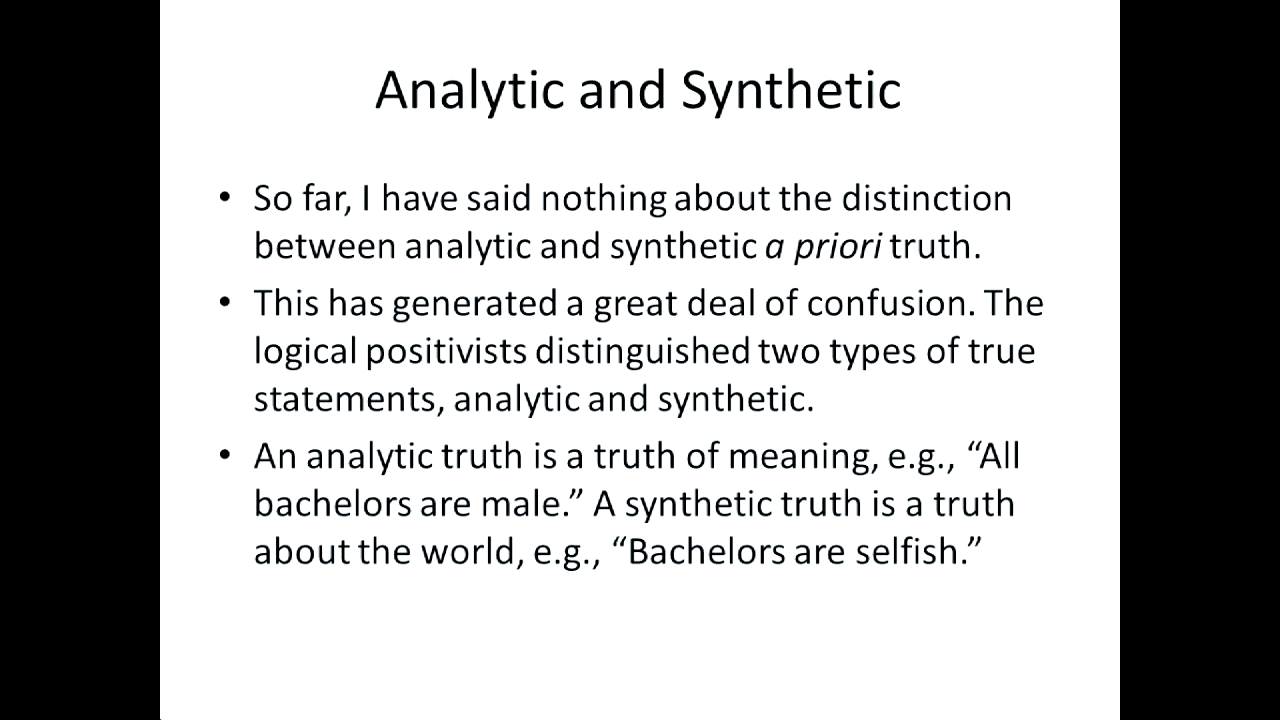 Analytic and Synthetic
• So far, I have said nothing about the distinction
between analytic and synthetic a priori truth.
• This has generated a great deal of confusion. The
logical positivists distinguished two types of true
statements, analytic and synthetic.
• An analytic truth is a truth of meaning, e.g., “All
bachelors are male.” A synthetic truth is a truth
about the world, e.g., “Bachelors are selfish.”